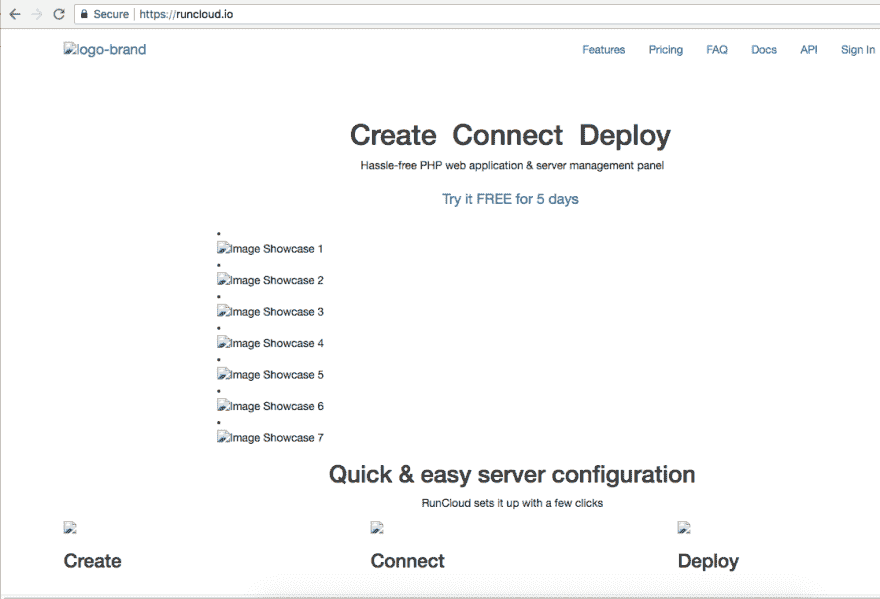 Secure | https://runcloud.io
logo-brand
Features Pricing FAQ Docs API Sign In
Create Connect Deploy
Hassle-free PHP web application & server management panel
Try it FREE for 5 days
Image Showcase 1
Image Showcase 2
Image Showcase 3
Image Showcase 4
Image Showcase 5
Image Showcase 6
Image Showcase 7
Quick & easy server configuration
RunCloud sets it up with a few clicks
Create Connect Deploy